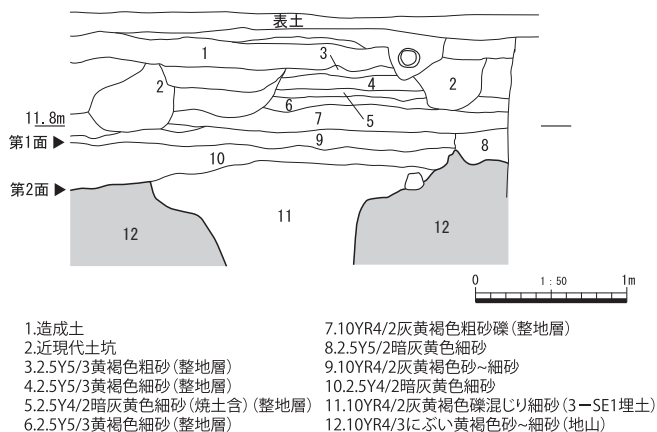 表土
1
3
2
4
2
6
5
11.8m
7
第1面 ▶
9
8
10
第2面 ▶
11
12
12
0 1:50 1m
1.造成土
2.近現代土坑
3.2.5Y5/3黄褐色粗砂(整地層)
4.2.5Y5/3黄褐色細砂(整地層)
5.2.5Y4/2暗灰黄色細砂(焼土含)(整地層)
6.2.5Y5/3黄褐色細砂(整地層)
7.10YR4/2灰黄褐色粗砂礫(整地層)
8.2.5Y5/2暗灰黄色細砂
9.10YR4/2灰黄褐色砂~細砂
10.2.5Y4/2暗灰黄色細砂
11.10YR4/2灰黄褐色礫混じり細砂(3ーSE1埋土)
12.10YR4/3にぶい黄褐色砂~細砂(地山)